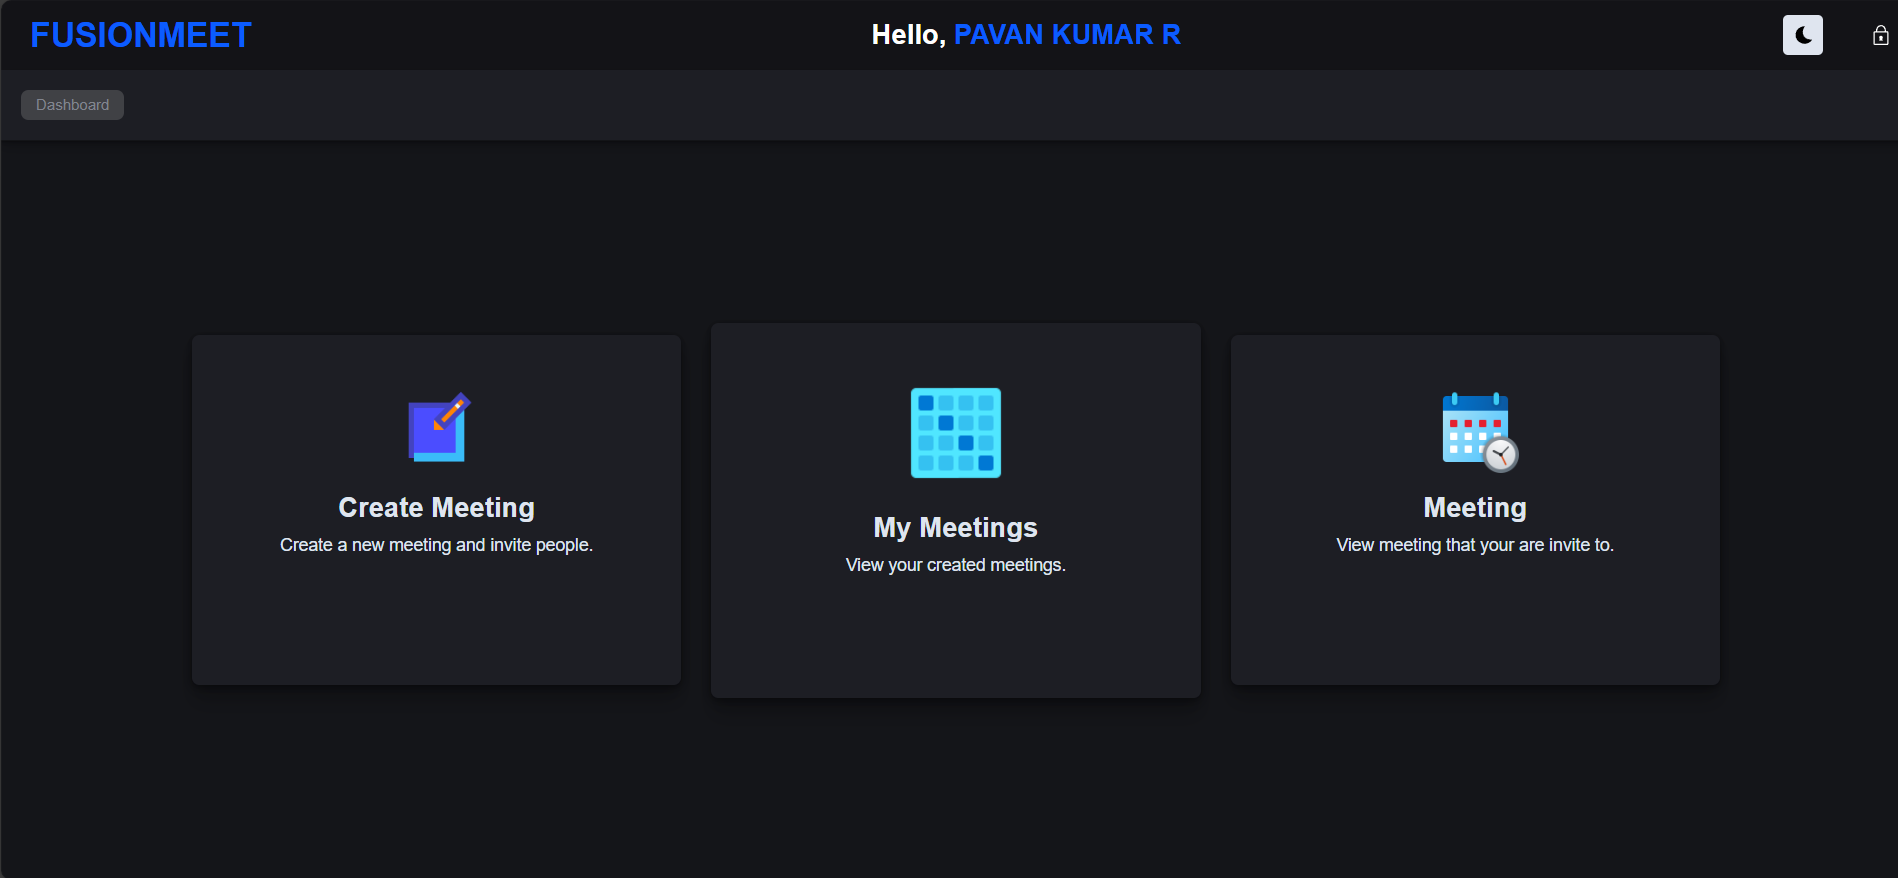 FUSIONMEET
Hello, PAVAN KUMAR R
Dashboard
Create Meeting
Create a new meeting and invite people.
My Meetings
View your created meetings.
Meeting
View meeting that your are invite to.